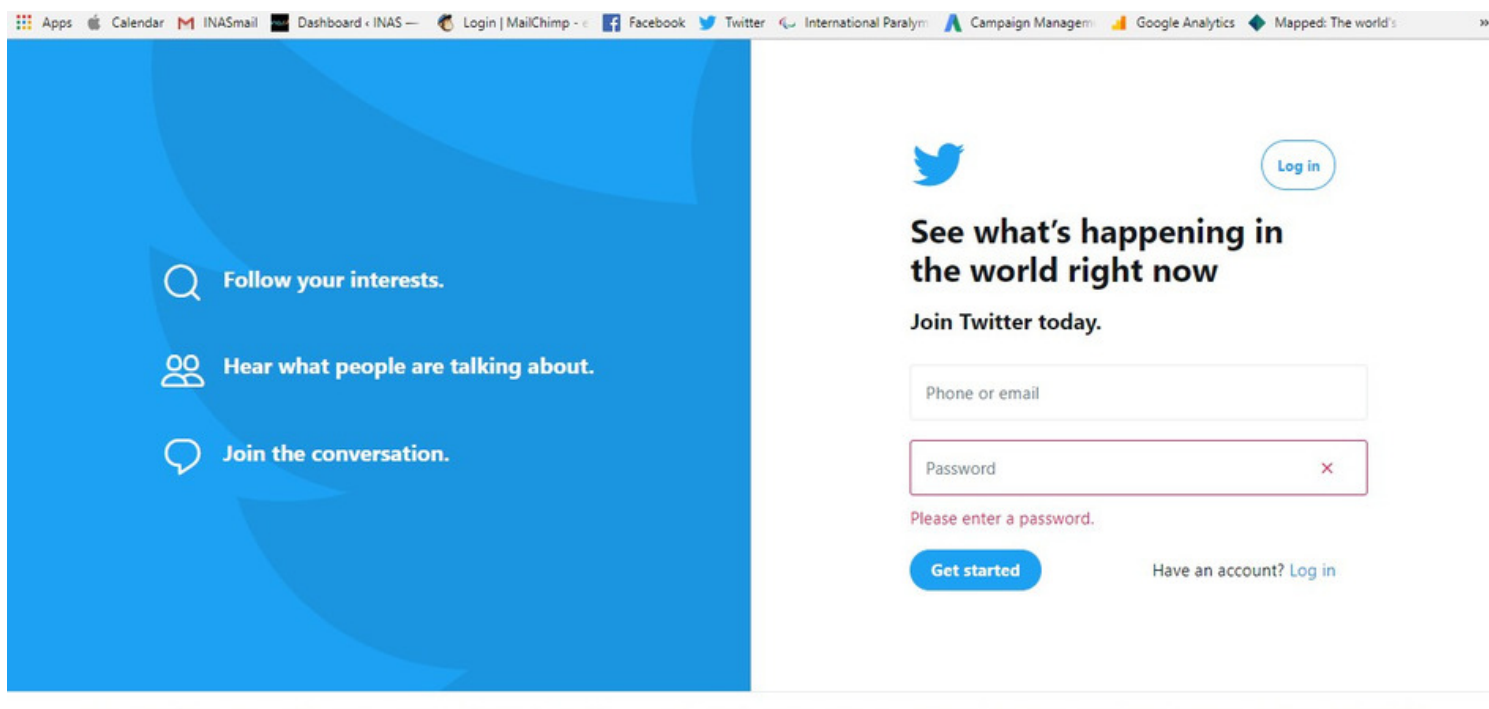 Apps Calendar INASmail Dashboard ‹ INAS — Login | MailChimp - e Facebook Twitter International Paralym Campaign Managem Google Analytics Mapped: The world's »
Follow your interests.
Hear what people are talking about.
Join the conversation.
Log in
See what's happening in
the world right now
Join Twitter today.
Phone or email
Password ×
Please enter a password.
Get started Have an account? Log in